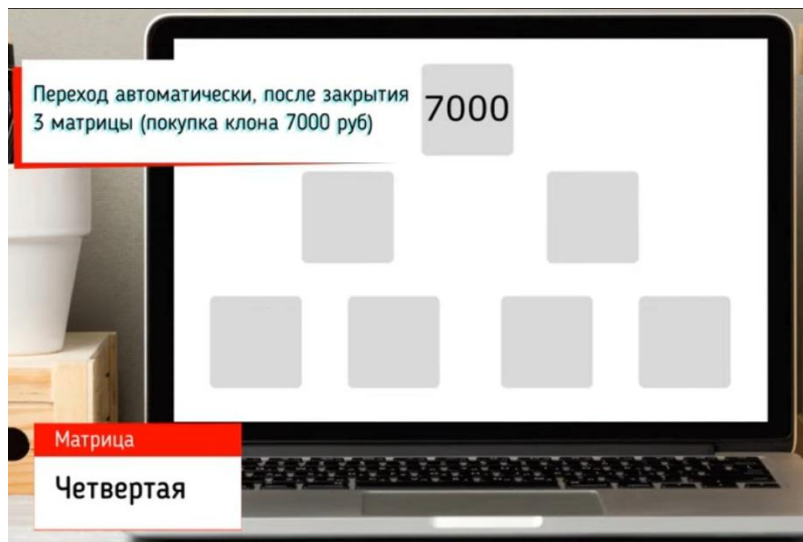 Переход автоматически, после закрытия
3 матрицы (покупка клона 7000 руб)
7000
Матрица
Четвертая